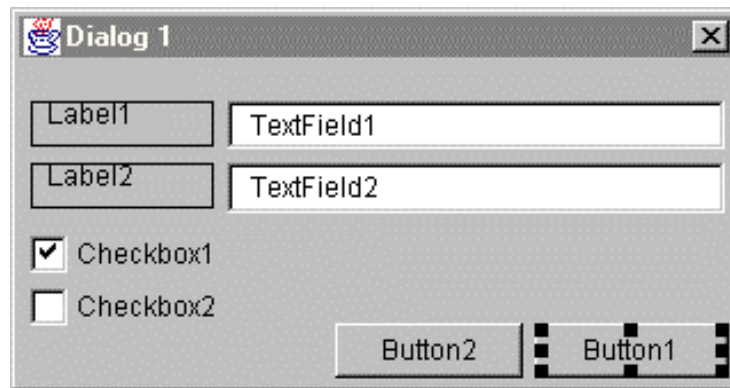 Dialog 1
Label1 TextField1
Label2 TextField2
Checkbox1
Checkbox2
Button2 Button1